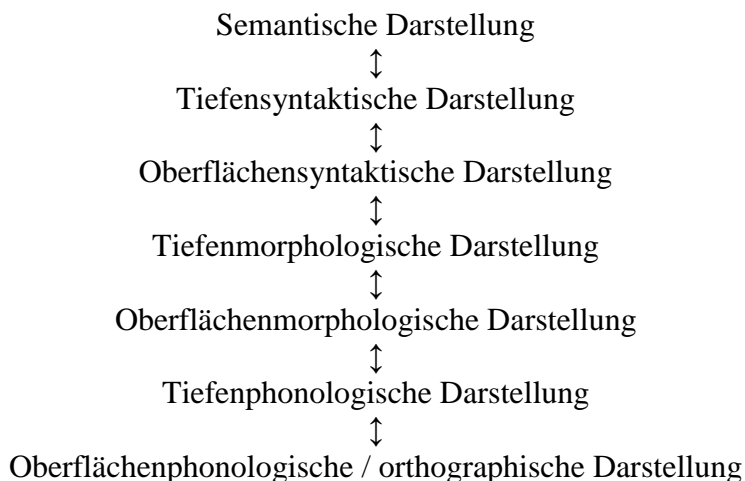 Semantische Darstellung
↕
Tiefensyntaktische Darstellung
↕
Oberflächensyntaktische Darstellung
↕
Tiefenmorphologische Darstellung
↕
Oberflächenmorphologische Darstellung
↕
Tiefenphonologische Darstellung
↕
Oberflächenphonologische / orthographische Darstellung